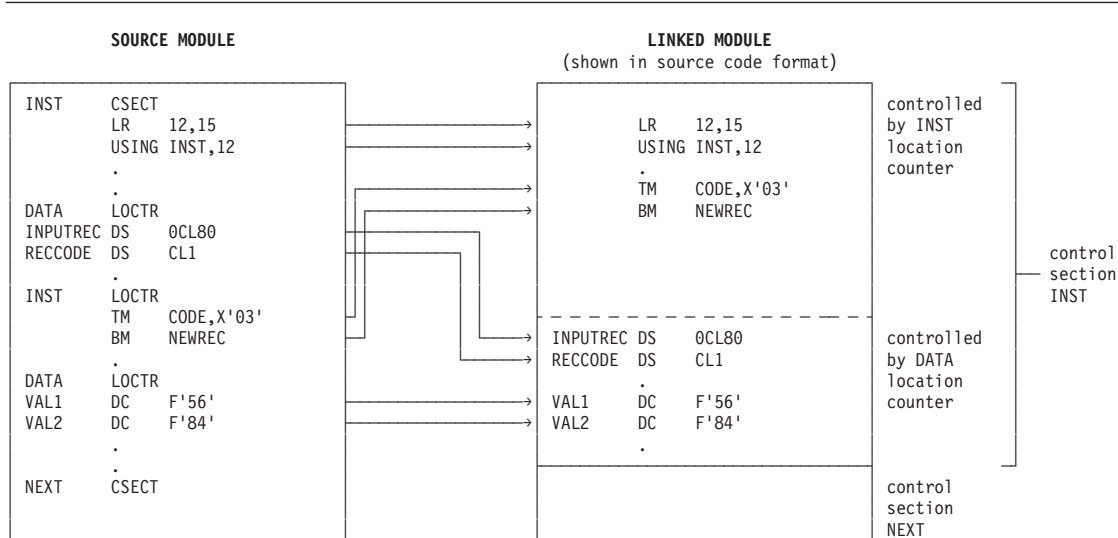 SOURCE MODULE
LINKED MODULE
(shown in source code format)
INST CSECT
LR 12,15
USING INST,12
.
.
DATA LOCTR
INPUTREC DS 0CL80
RECCODE DS CL1
.
INST LOCTR
TM CODE,X'03'
BM NEWREC
.
DATA LOCTR
VAL1 DC F'56'
VAL2 DC F'84'
.
.
NEXT CSECT
LR 12,15
USING INST,12
.
TM CODE,X'03'
BM NEWREC
INPUTREC DS 0CL80
RECCODE DS CL1
.
VAL1 DC F'56'
VAL2 DC F'84'
.
controlled
by INST
location
counter
controlled
by DATA
location
counter
control
section
NEXT
control
section
INST